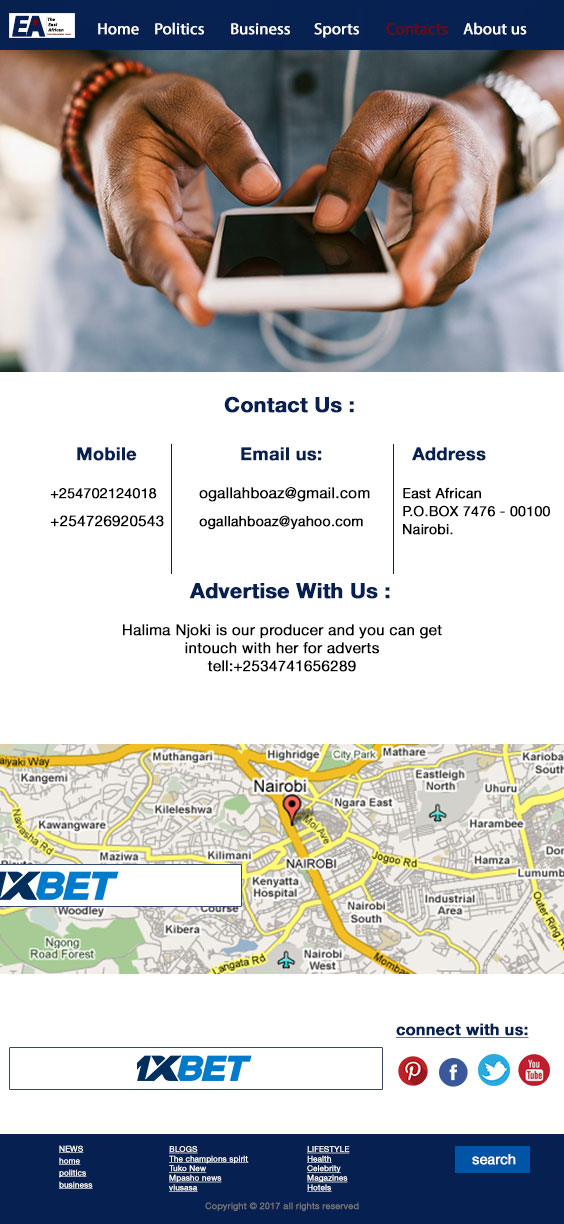 EA The East African
Home Politics Business Sports Contacts About us
Contact Us :
Mobile
+254702124018
+254726920543
Email us:
ogallahboaz@gmail.com
ogallahboaz@yahoo.com
Address
East African
P.O.BOX 7476 - 00100
Nairobi.
Advertise With Us :
Halima Njoki is our producer and you can get
intouch with her for adverts
tell:+2534741656289
aiyaki Way
Muthangari
Highridge
City Park
Mathare
Karioba
South
Kangemi
Nairobi
Eastleigh
North
Uhuru
Kileleshwa
Ngara East
Naivasha Rd
Kawangware
Moi Ave
Harambee
Maziwa
Kilimani
NAIROBI
Jogoo Rd
Hamza
Lumumb
1XBET
Kenyatta
Hospital
Woodley
Course
Nairobi
South
Industrial
Area
Outer Ring
Kibera
Ngong
Road Forest
Langata Rd
Nairobi
West
Momba
connect with us:
1XBET
You
Tube
NEWS
home
politics
business
BLOGS
The champions spirit
Tuko New
Mpasho news
viusasa
LIFESTYLE
Health
Celebrity
Magazines
Hotels
search
Copyright © 2017 all rights reserved